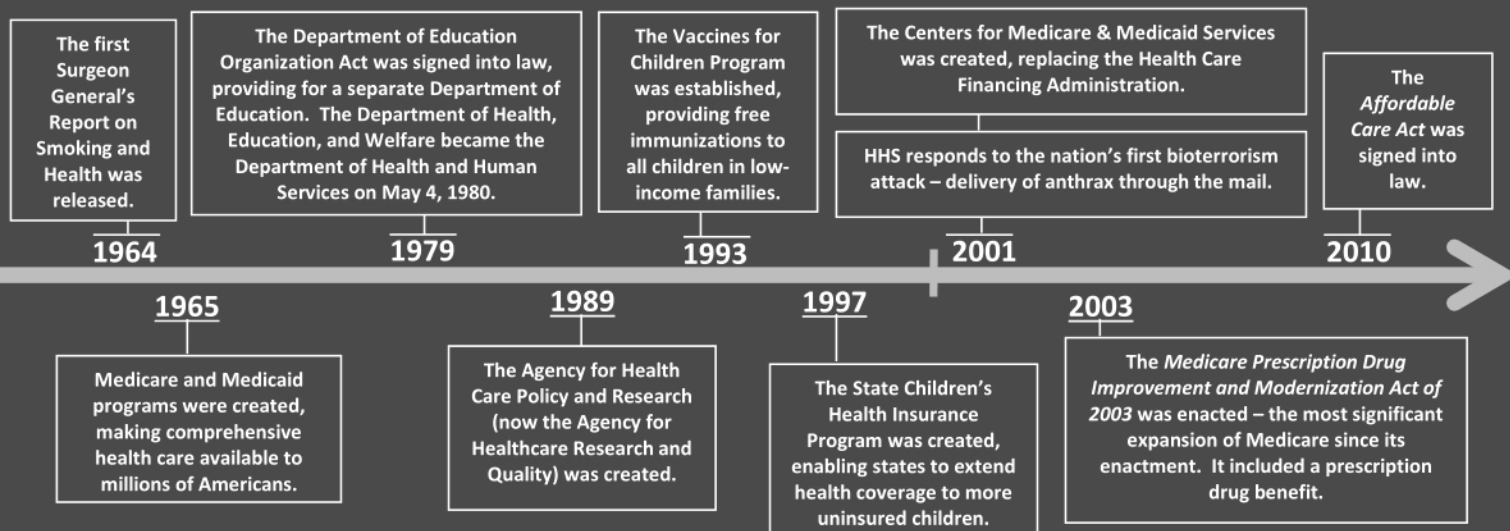 The first
Surgeon
General's
Report on
Smoking and
Health was
released.
1964
The Department of Education
Organization Act was signed into law,
providing for a separate Department of
Education.  The Department of Health,
Education, and Welfare became the
Department of Health and Human
Services on May 4, 1980.
1979
The Vaccines for
Children Program
was established,
providing free
immunizations to
all children in low-
income families.
1993
The Centers for Medicare & Medicaid Services
was created, replacing the Health Care
Financing Administration.
HHS responds to the nation's first bioterrorism
attack – delivery of anthrax through the mail.
2001
The
Affordable
Care Act was
signed into
law.
2010
1965
Medicare and Medicaid
programs were created,
making comprehensive
health care available to
millions of Americans.
1989
The Agency for Health
Care Policy and Research
(now the Agency for
Healthcare Research and
Quality) was created.
1997
The State Children's
Health Insurance
Program was created,
enabling states to extend
health coverage to more
uninsured children.
2003
The Medicare Prescription Drug
Improvement and Modernization Act of
2003 was enacted – the most significant
expansion of Medicare since its
enactment.  It included a prescription
drug benefit.